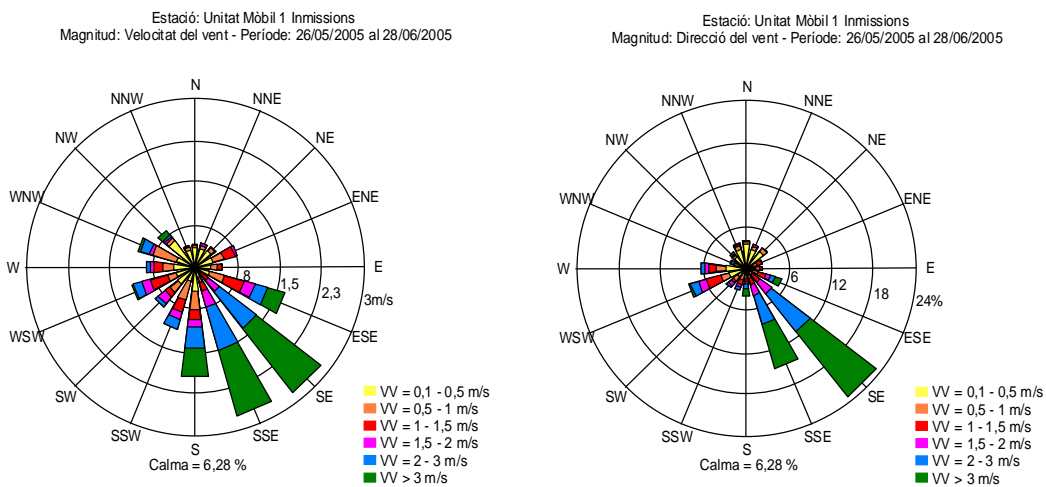 Estació: Unitat Mòbil 1 Inmissions
Magnitud: Velocitat del vent - Període: 26/05/2005 al 28/06/2005
N
NNW
NNE
NW
NE
WNW
ENE
W
E
8
1,5
2,3
3m/s
WSW
ESE
SW
SE
SSW
SSE
S
Calma = 6,28 %
VV = 0,1 - 0,5 m/s
VV = 0,5 - 1 m/s
VV = 1 - 1,5 m/s
VV = 1,5 - 2 m/s
VV = 2 - 3 m/s
VV > 3 m/s
Estació: Unitat Mòbil 1 Inmissions
Magnitud: Direcció del vent - Període: 26/05/2005 al 28/06/2005
N
NNW
NNE
NW
NE
WNW
ENE
W
E
6
12
18
24%
WSW
ESE
SW
SE
SSW
SSE
S
Calma = 6,28 %
VV = 0,1 - 0,5 m/s
VV = 0,5 - 1 m/s
VV = 1 - 1,5 m/s
VV = 1,5 - 2 m/s
VV = 2 - 3 m/s
VV > 3 m/s